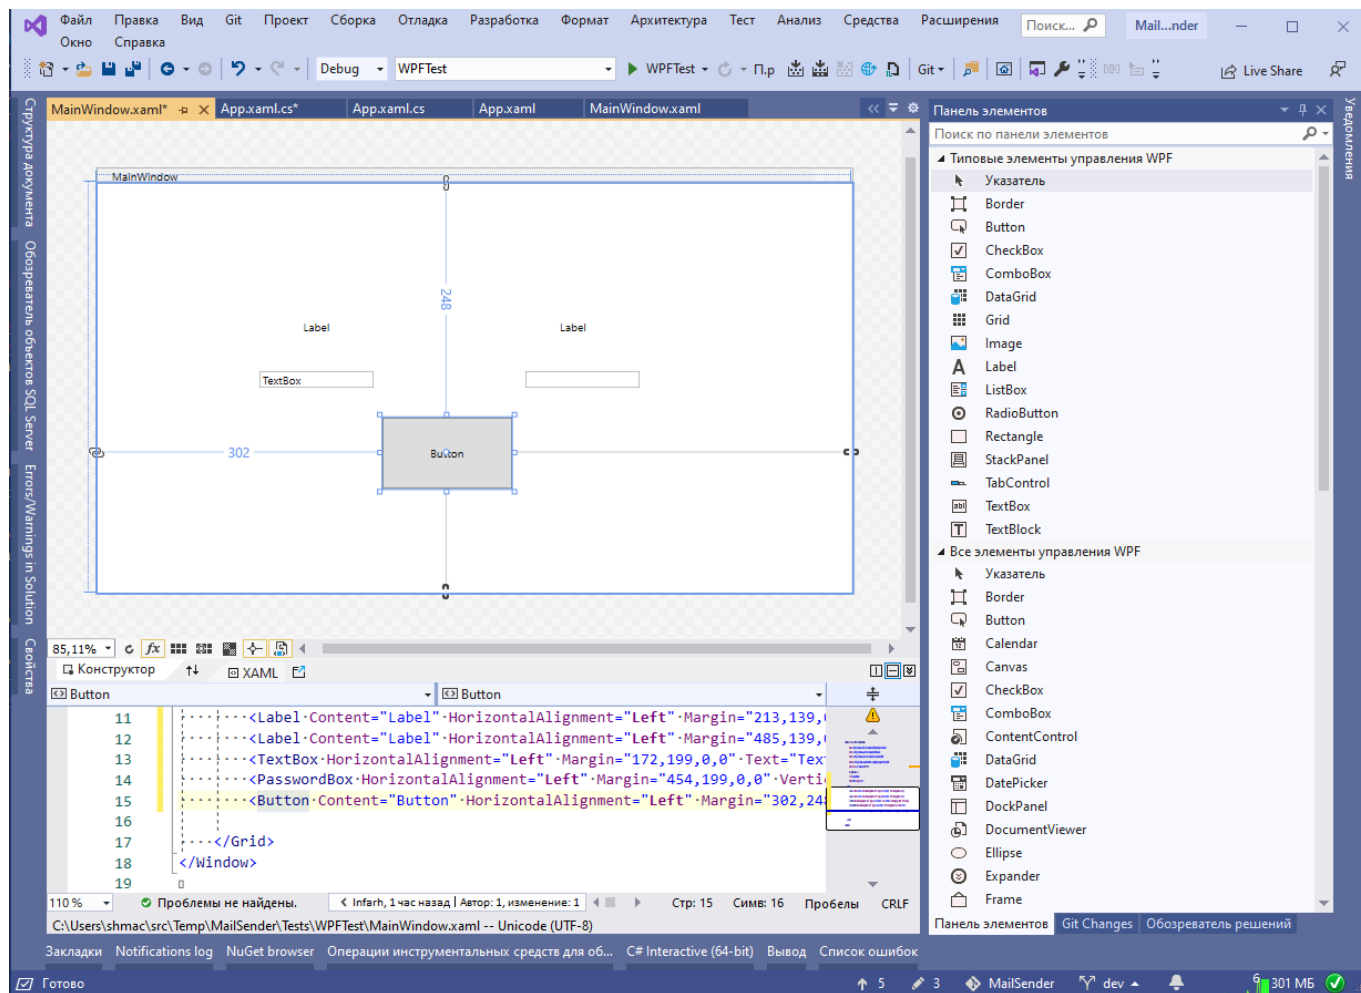 Файл Правка Вид Git Проект Сборка Отладка Разработка Формат Архитектура Тест Анализ Средства Расширения Поиск... Mail...nder
Окно Справка
Debug WPFTest WPFTest П.р Git Live Share
MainWindow.xaml* App.xaml.cs* App.xaml.cs App.xaml MainWindow.xaml
Структура документа
Обозреватель объектов SQL Server
Errors/Warnings in Solution
Свойства
MainWindow
248
Label Label
TextBox
302 Button
85,11% fx
Конструктор XAML
Button Button
11 <Label·Content="Label"·HorizontalAlignment="Left"·Margin="213,139,
12 <Label·Content="Label"·HorizontalAlignment="Left"·Margin="485,139,
13 <TextBox·HorizontalAlignment="Left"·Margin="172,199,0,0"·Text="Tex
14 <PasswordBox·HorizontalAlignment="Left"·Margin="454,199,0,0"·Verti
15 <Button·Content="Button"·HorizontalAlignment="Left"·Margin="302,248
16
17 </Grid>
18 </Window>
19
110 % Проблемы не найдены. Infarh, 1 час назад | Автор: 1, изменение: 1 Стр: 15 Симв: 16 Пробелы CRLF
C:\Users\shmac\src\Temp\MailSender\Tests\WPFTest\MainWindow.xaml -- Unicode (UTF-8)
Панель элементов
Поиск по панели элементов
Типовые элементы управления WPF
Указатель
Border
Button
CheckBox
ComboBox
DataGrid
Grid
Image
Label
ListBox
RadioButton
Rectangle
StackPanel
TabControl
TextBox
TextBlock
Все элементы управления WPF
Указатель
Border
Button
Calendar
Canvas
CheckBox
ComboBox
ContentControl
DataGrid
DatePicker
DockPanel
DocumentViewer
Ellipse
Expander
Frame
Панель элементов Git Changes Обозреватель решений
Уведомления
Закладки Notifications log NuGet browser Операции инструментальных средств для об... C# Interactive (64-bit) Вывод Список ошибок
Готово 5 3 MailSender dev 6 301 МБ